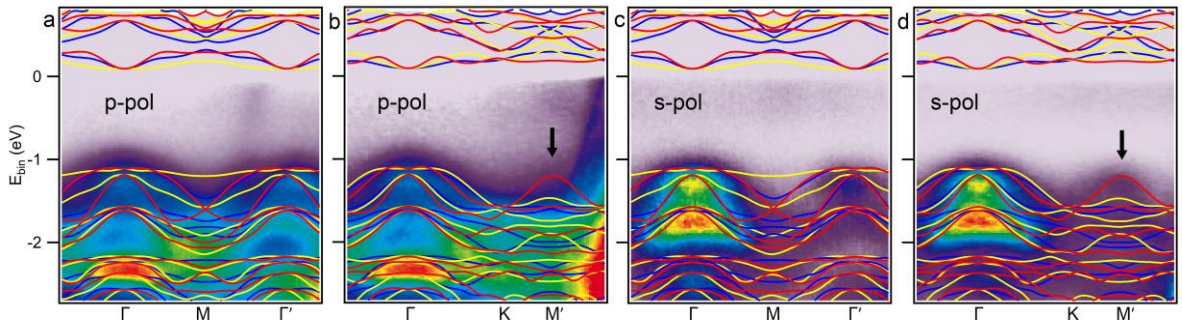 a b c d
p-pol p-pol s-pol s-pol
0
-1
-2
E_bin (eV)
Γ M Γ′ Γ K M′ Γ M Γ′ Γ K M′